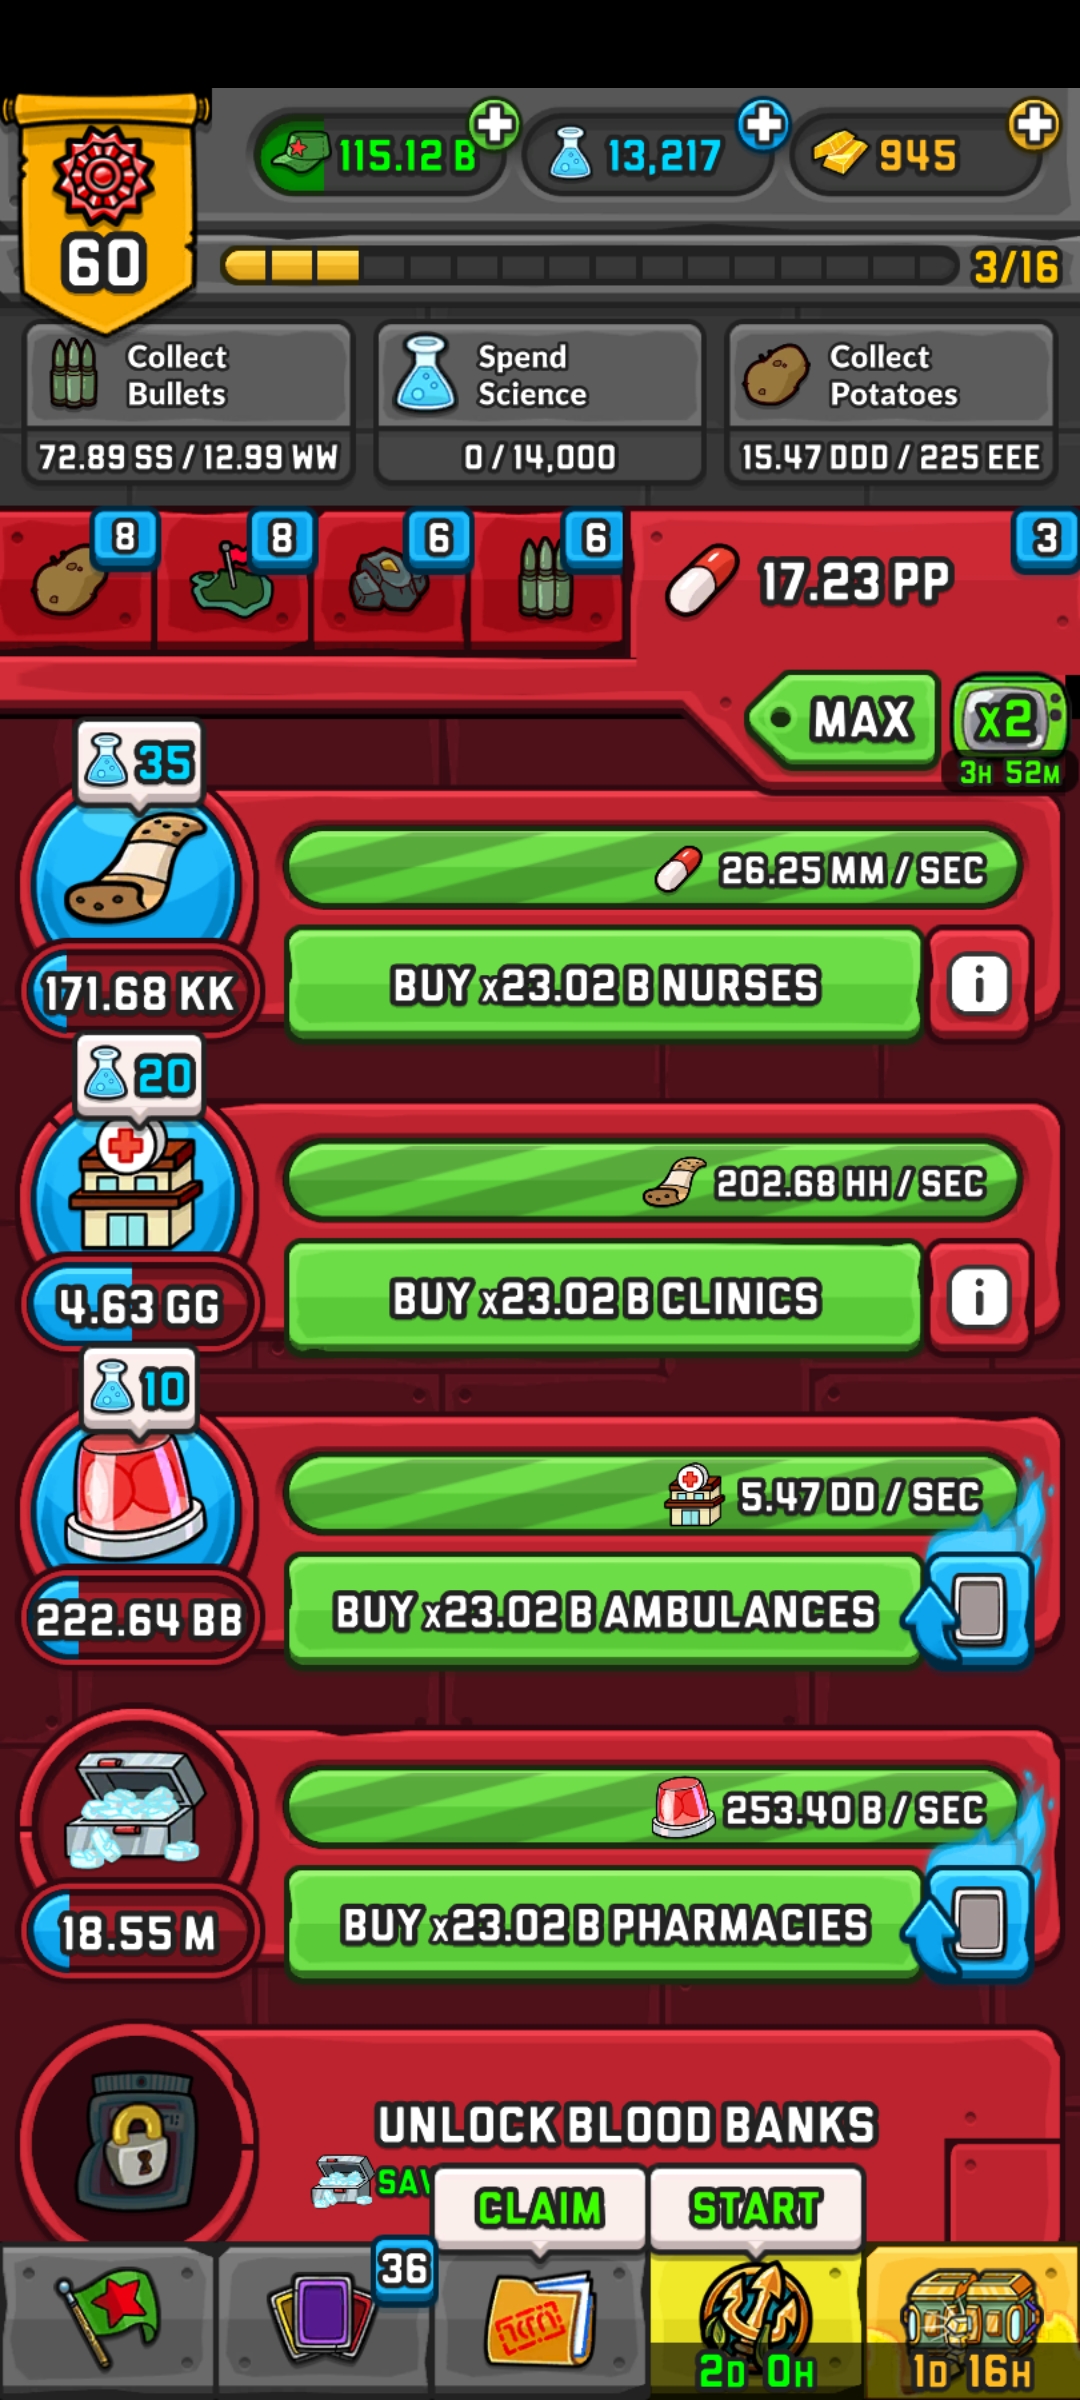 115.12 B
13,217
945
60
3/16
Collect
Bullets
72.89 SS / 12.99 WW
Spend
Science
0 / 14,000
Collect
Potatoes
15.47 DDD / 225 EEE
8
8
6
6
3
17.23 PP
MAX
x2
3H 52M
35
26.25 MM / SEC
171.68 KK
BUY x23.02 B NURSES
i
20
202.68 HH / SEC
4.63 GG
BUY x23.02 B CLINICS
i
10
5.47 DD / SEC
222.64 BB
BUY x23.02 B AMBULANCES
253.40 B / SEC
18.55 M
BUY x23.02 B PHARMACIES
UNLOCK BLOOD BANKS
CLAIM
START
36
2D 0H
1D 16H